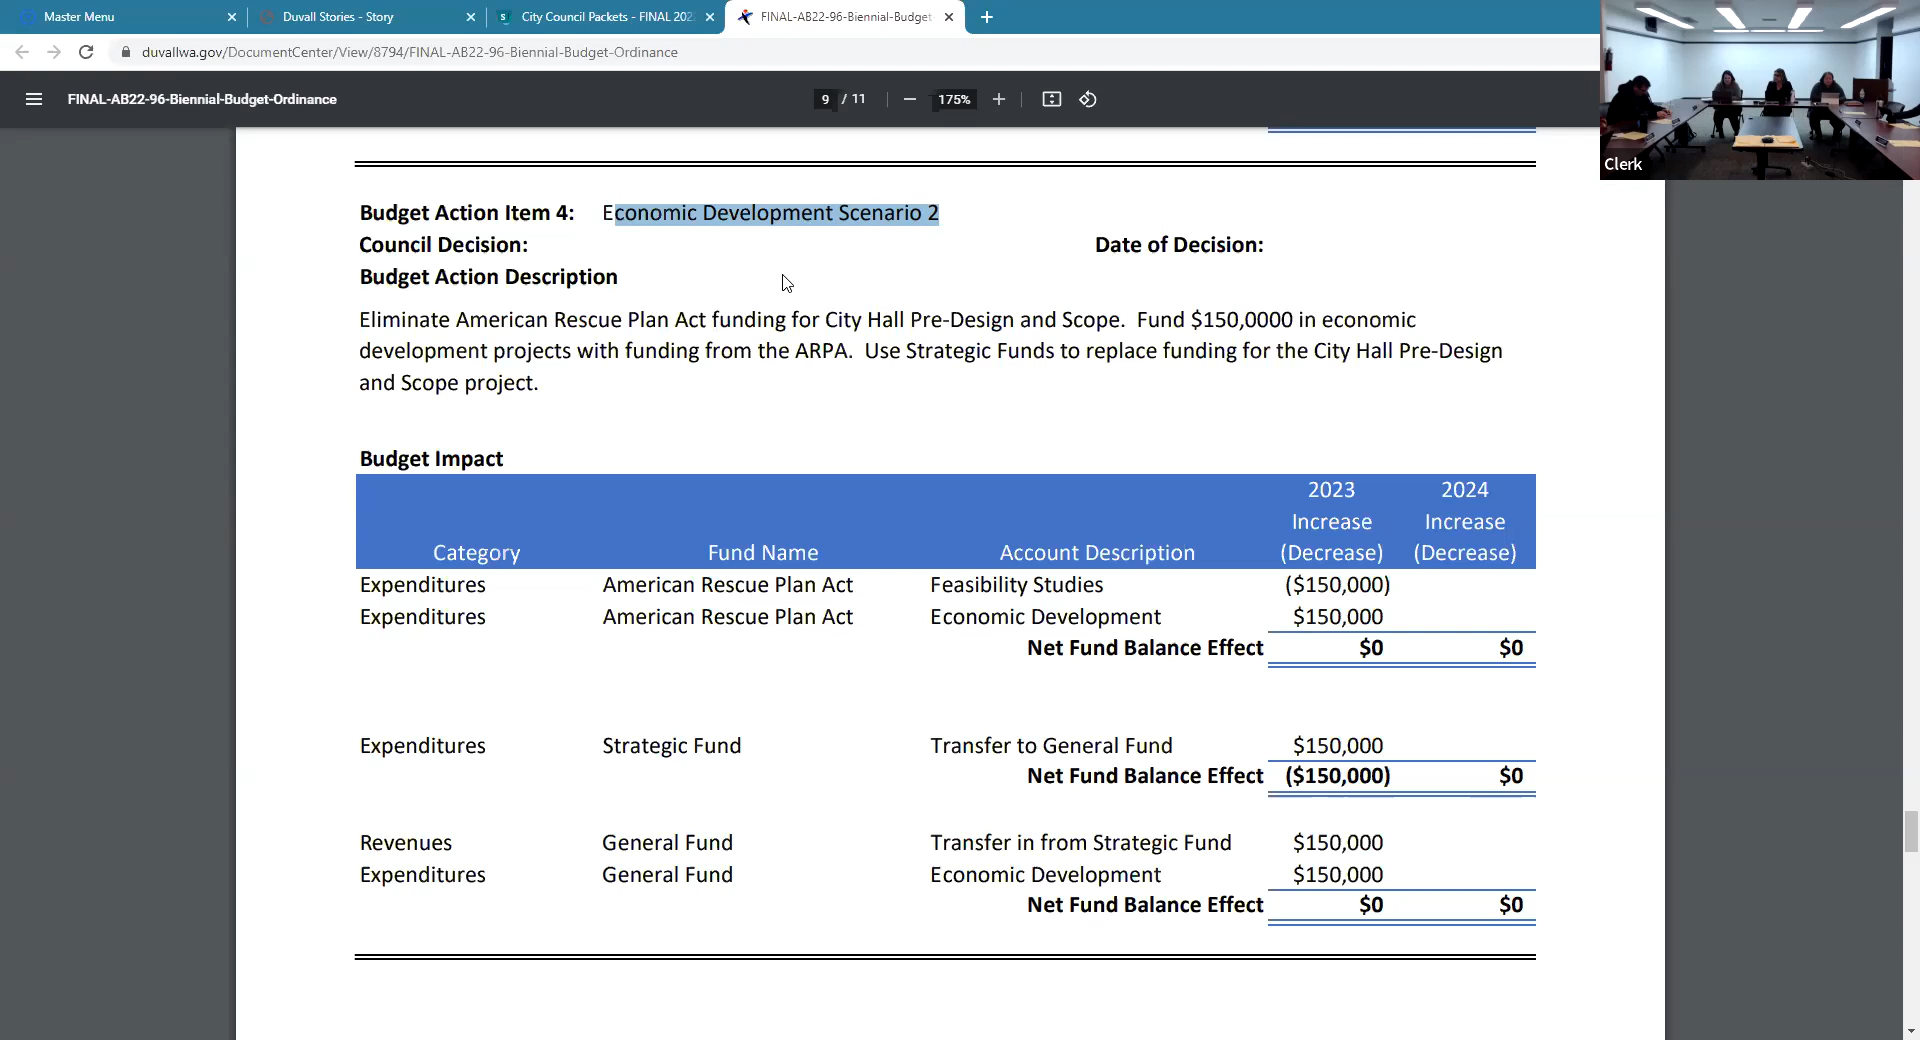 Master Menu
Duvall Stories - Story
City Council Packets - FINAL 202
FINAL-AB22-96-Biennial-Budget
duvallwa.gov/DocumentCenter/View/8794/FINAL-AB22-96-Biennial-Budget-Ordinance
FINAL-AB22-96-Biennial-Budget-Ordinance
9 / 11
175%
Clerk
Budget Action Item 4: Economic Development Scenario 2
Council Decision: Date of Decision:
Budget Action Description
Eliminate American Rescue Plan Act funding for City Hall Pre-Design and Scope. Fund $150,0000 in economic
development projects with funding from the ARPA. Use Strategic Funds to replace funding for the City Hall Pre-Design
and Scope project.
Budget Impact
2023 2024
Increase Increase
Category Fund Name Account Description (Decrease) (Decrease)
Expenditures American Rescue Plan Act Feasibility Studies ($150,000)
Expenditures American Rescue Plan Act Economic Development $150,000
Net Fund Balance Effect $0 $0
Expenditures Strategic Fund Transfer to General Fund $150,000
Net Fund Balance Effect ($150,000) $0
Revenues General Fund Transfer in from Strategic Fund $150,000
Expenditures General Fund Economic Development $150,000
Net Fund Balance Effect $0 $0